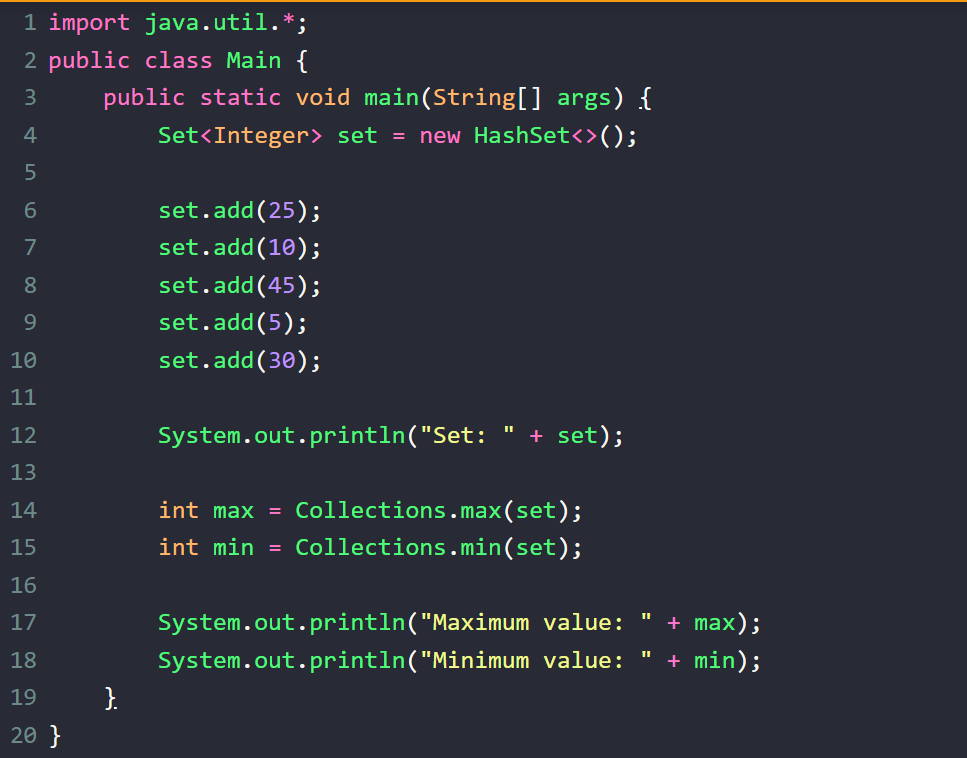 1 import java.util.*;
2 public class Main {
3     public static void main(String[] args) {
4         Set<Integer> set = new HashSet<>();
5
6         set.add(25);
7         set.add(10);
8         set.add(45);
9         set.add(5);
10         set.add(30);
11
12         System.out.println("Set: " + set);
13
14         int max = Collections.max(set);
15         int min = Collections.min(set);
16
17         System.out.println("Maximum value: " + max);
18         System.out.println("Minimum value: " + min);
19     }
20 }